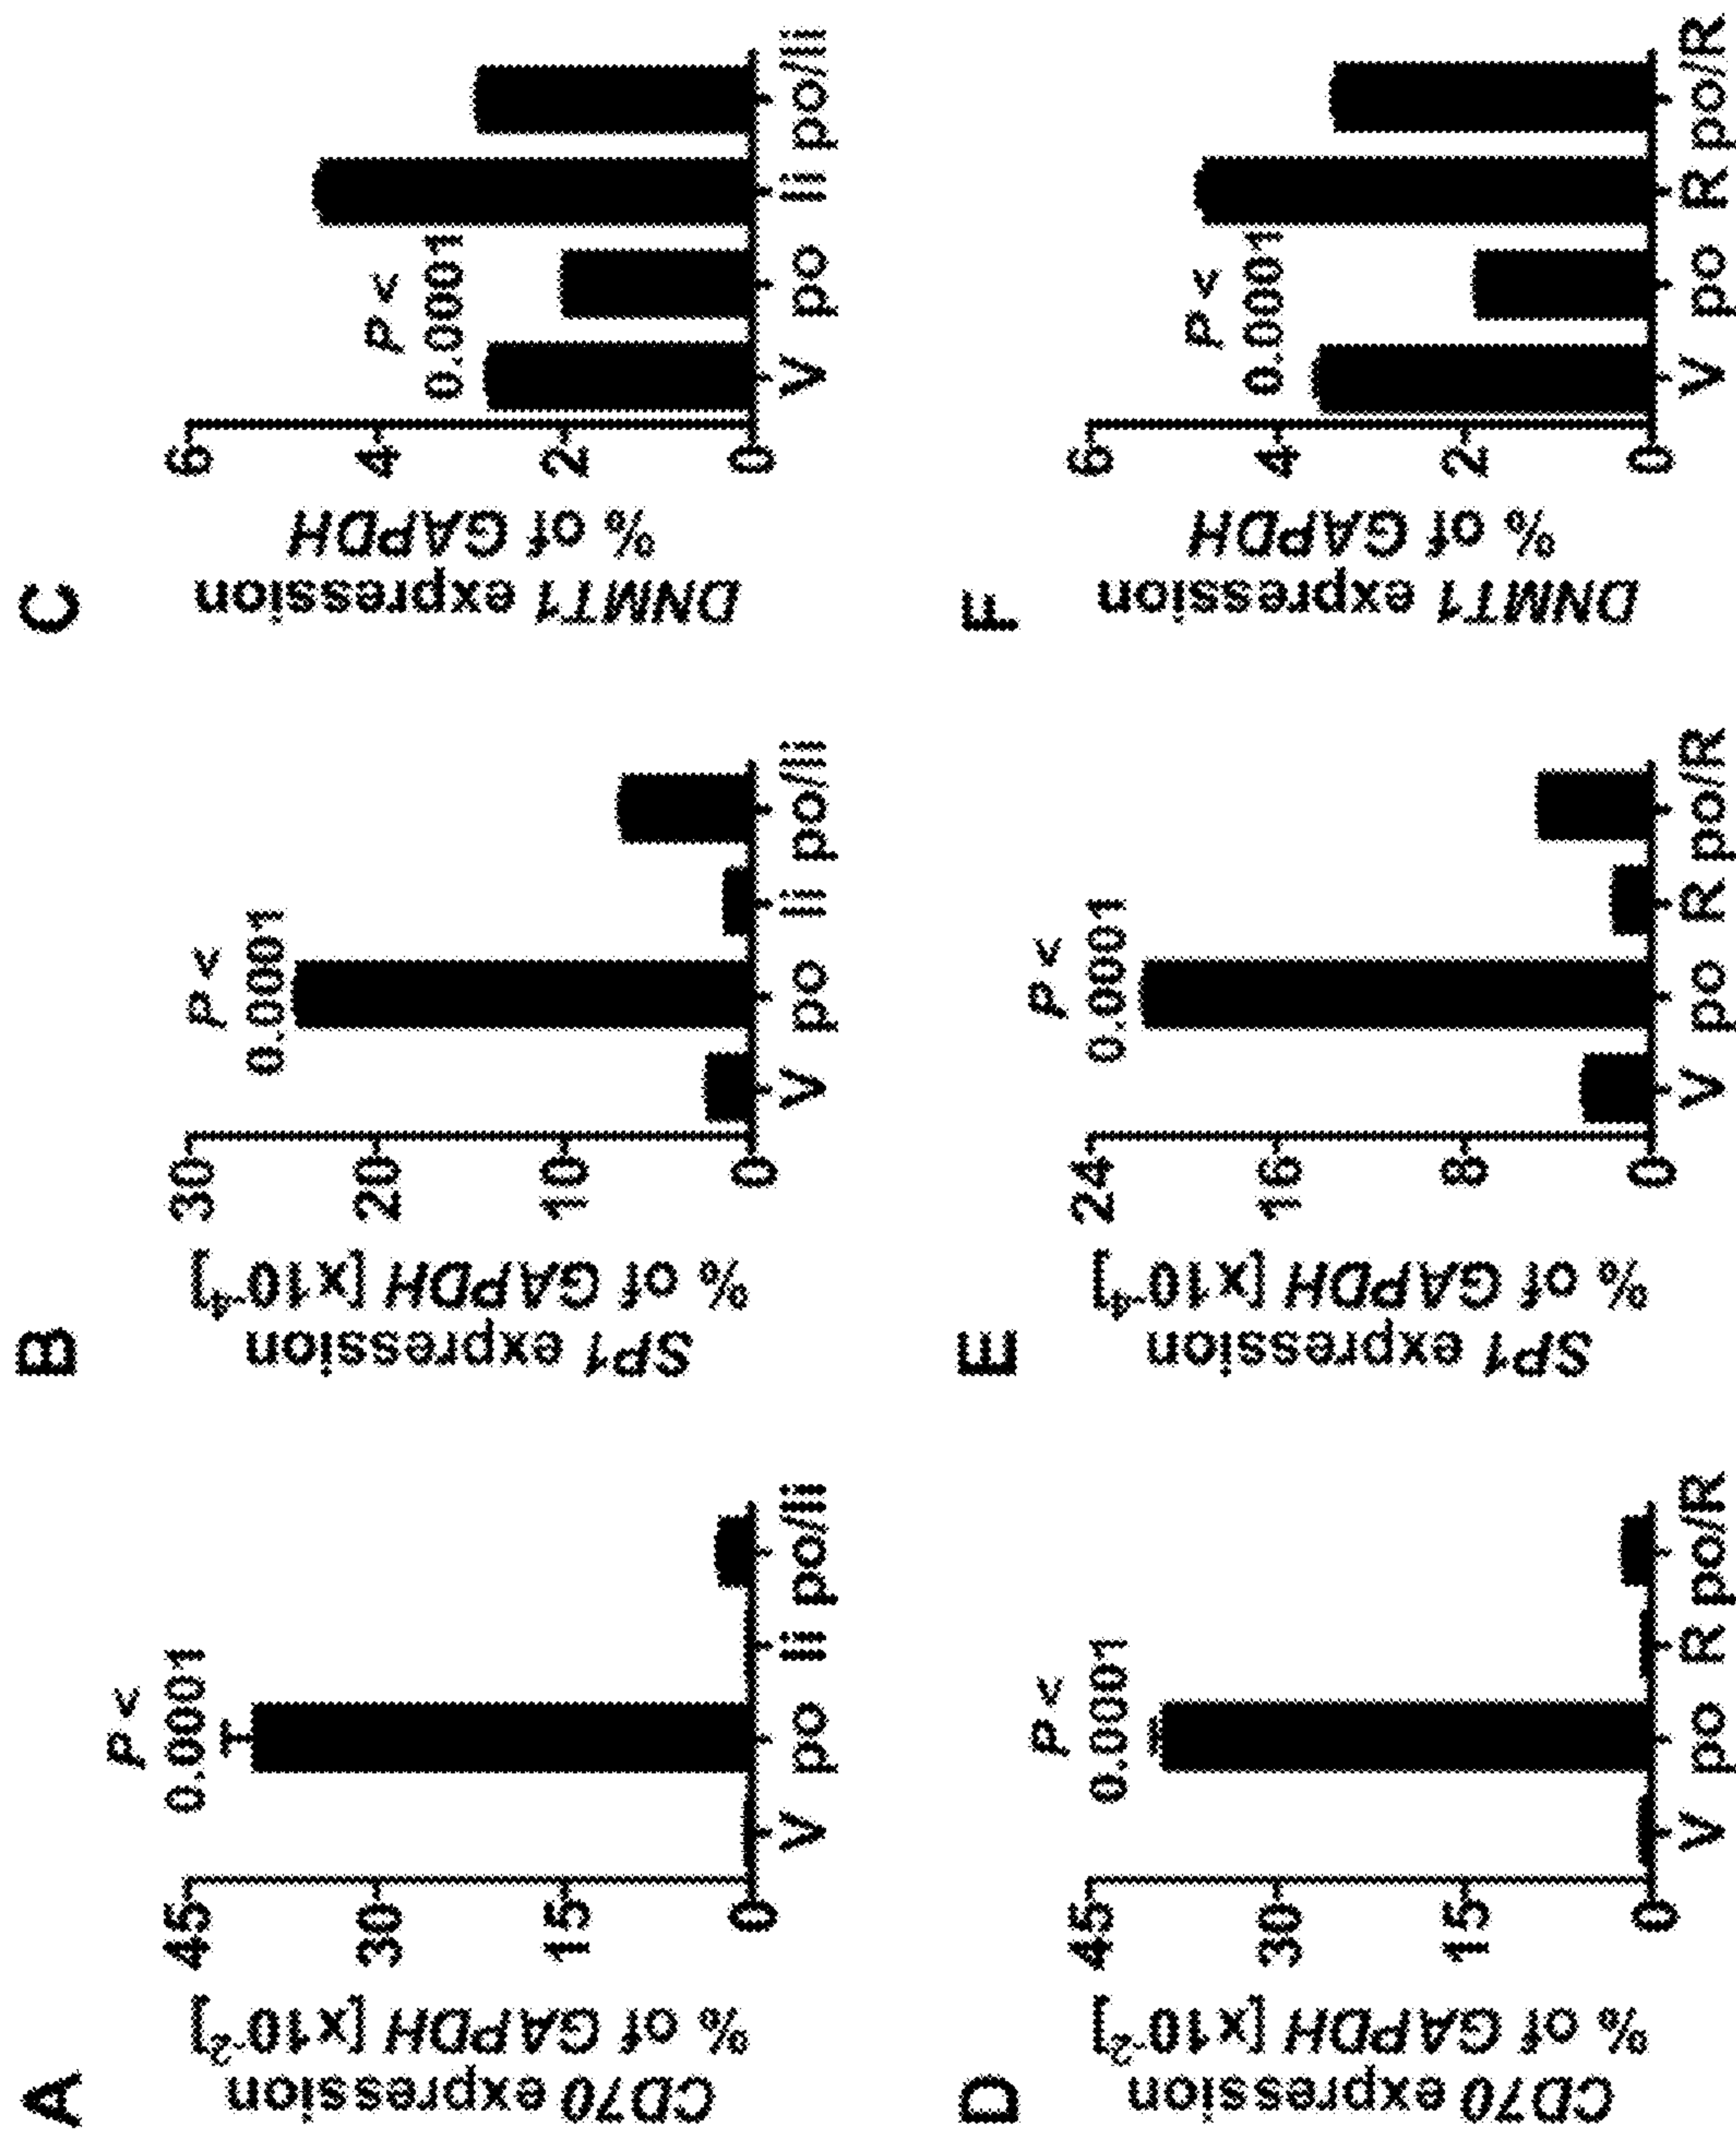 A
CD70 expression
% of GAPDH [x10-2]
45
30
15
0
P <
0.0001
V po li po/li
B
SP1 expression
% of GAPDH [x10-4]
30
20
10
0
P <
0.0001
V po li po/li
C
DNMT1 expression
% of GAPDH
6
4
2
0
P <
0.0001
V po li po/li
D
CD70 expression
% of GAPDH [x10-2]
45
30
15
0
P <
0.0001
V po R po/R
E
SP1 expression
% of GAPDH [x10-4]
24
16
8
0
P <
0.0001
V po R po/R
F
DNMT1 expression
% of GAPDH
6
4
2
0
P <
0.0001
V po R po/R